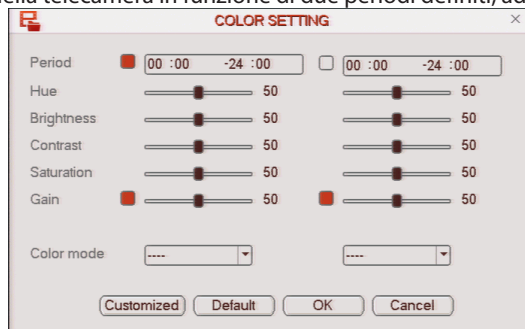 della telecamera in funzione di due periodi definiti, ad
COLOR SETTING
Period 00 :00 -24 :00 00 :00 -24 :00
Hue 50 50
Brightness 50 50
Contrast 50 50
Saturation 50 50
Gain 50 50
Color mode ---- ----
Customized Default OK Cancel